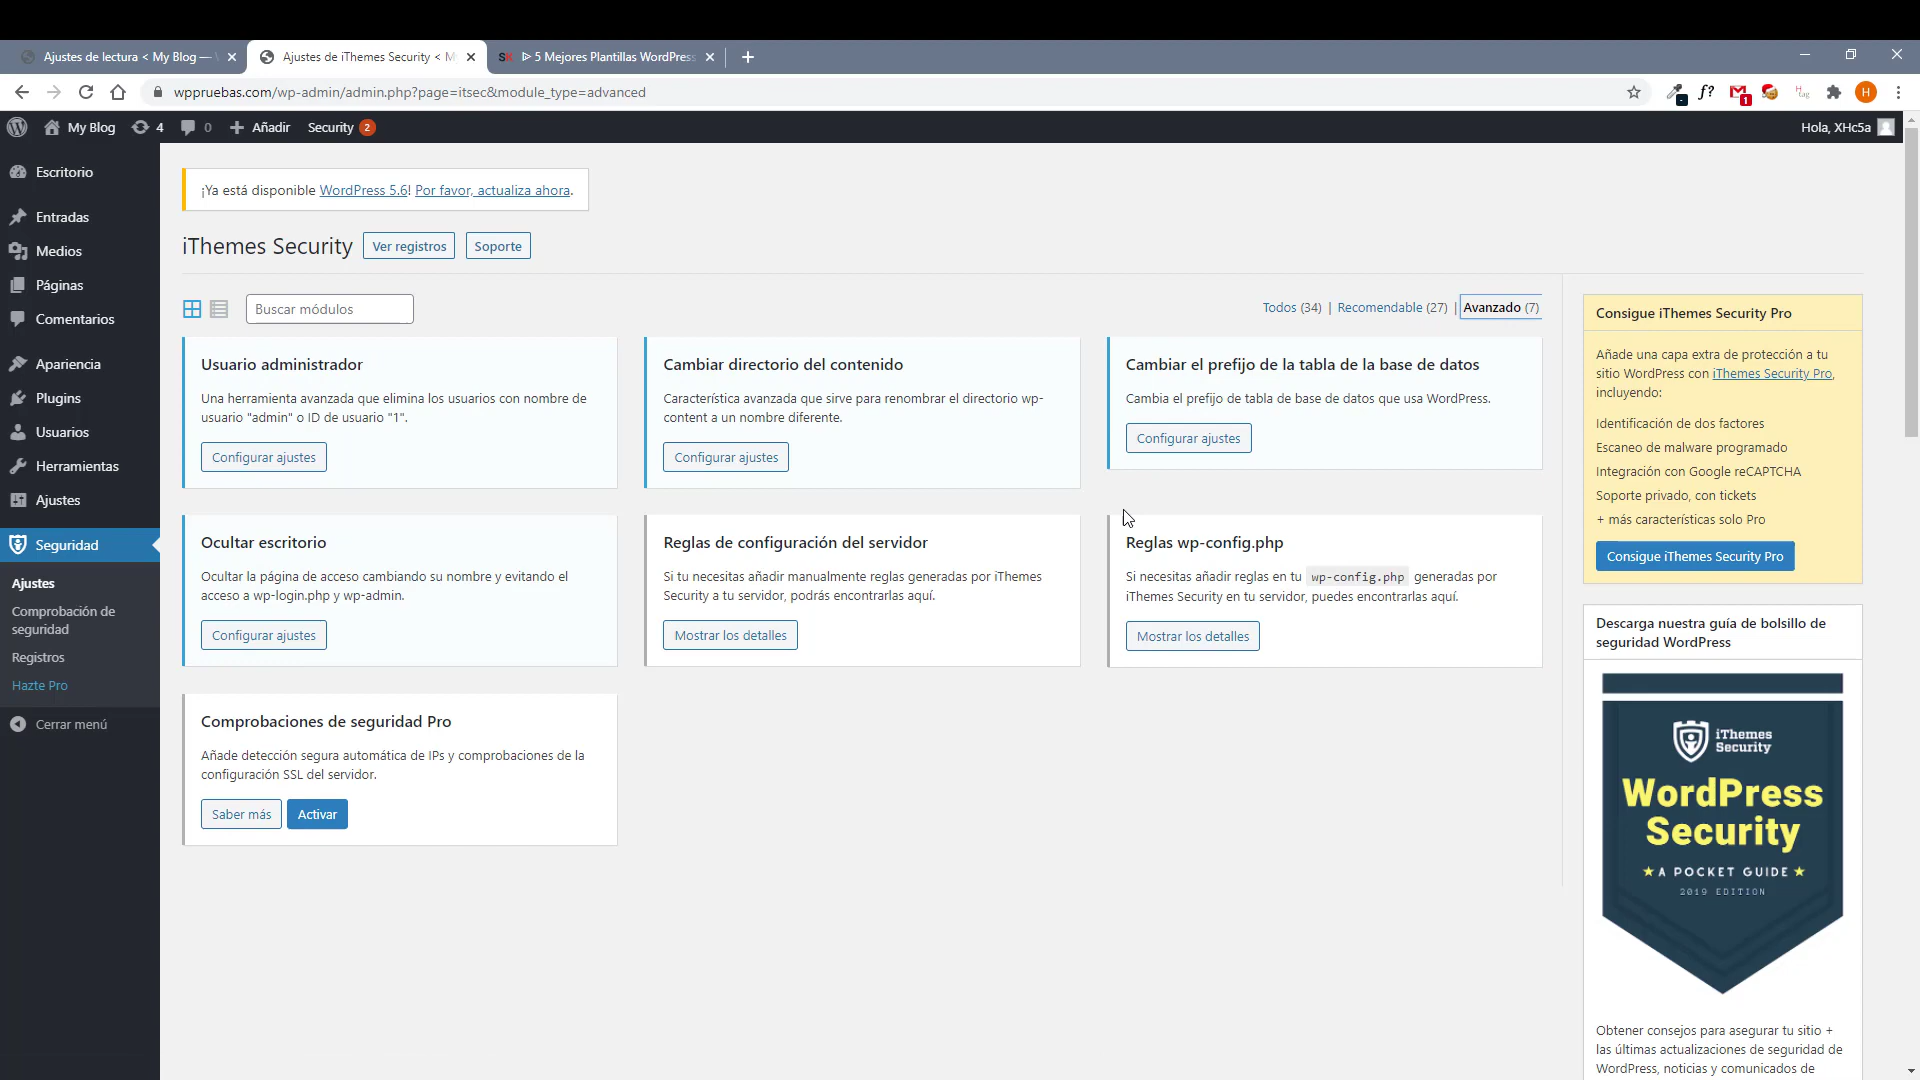 Ajustes de lectura < My Blog —
Ajustes de iThemes Security < M
SK ᐅ 5 Mejores Plantillas WordPress
wppruebas.com/wp-admin/admin.php?page=itsec&module_type=advanced
f?
1
H
My Blog 4 0 Añadir Security 2
Hola, XHc5a
Escritorio
Entradas
Medios
Páginas
Comentarios
Apariencia
Plugins
Usuarios
Herramientas
Ajustes
Seguridad
Ajustes
Comprobación de
seguridad
Registros
Hazte Pro
Cerrar menú
¡Ya está disponible WordPress 5.6! Por favor, actualiza ahora.
iThemes Security Ver registros Soporte
Buscar módulos
Todos (34) | Recomendable (27) | Avanzado (7)
Usuario administrador
Una herramienta avanzada que elimina los usuarios con nombre de
usuario "admin" o ID de usuario "1".
Configurar ajustes
Cambiar directorio del contenido
Característica avanzada que sirve para renombrar el directorio wp-
content a un nombre diferente.
Configurar ajustes
Cambiar el prefijo de la tabla de la base de datos
Cambia el prefijo de tabla de base de datos que usa WordPress.
Configurar ajustes
Ocultar escritorio
Ocultar la página de acceso cambiando su nombre y evitando el
acceso a wp-login.php y wp-admin.
Configurar ajustes
Reglas de configuración del servidor
Si tu necesitas añadir manualmente reglas generadas por iThemes
Security a tu servidor, podrás encontrarlas aquí.
Mostrar los detalles
Reglas wp-config.php
Si necesitas añadir reglas en tu wp-config.php generadas por
iThemes Security en tu servidor, puedes encontrarlas aquí.
Mostrar los detalles
Comprobaciones de seguridad Pro
Añade detección segura automática de IPs y comprobaciones de la
configuración SSL del servidor.
Saber más Activar
Consigue iThemes Security Pro
Añade una capa extra de protección a tu
sitio WordPress con iThemes Security Pro,
incluyendo:
Identificación de dos factores
Escaneo de malware programado
Integración con Google reCAPTCHA
Soporte privado, con tickets
+ más características solo Pro
Consigue iThemes Security Pro
Descarga nuestra guía de bolsillo de
seguridad WordPress
iThemes
Security
WordPress
Security
★ A POCKET GUIDE ★
2019 EDITION
Obtener consejos para asegurar tu sitio +
las últimas actualizaciones de seguridad de
WordPress, noticias y comunicados de